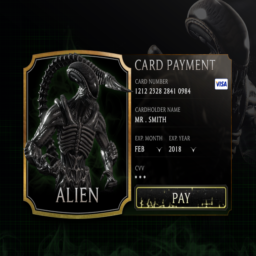 CARD PAYMENT
CARD NUMBER
1212 2328 2841 0984
VISA
CARDHOLDER NAME
MR . SMITH
EXP MONTH EXP YEAR
FEB 2018
CVV
***
ALIEN
PAY